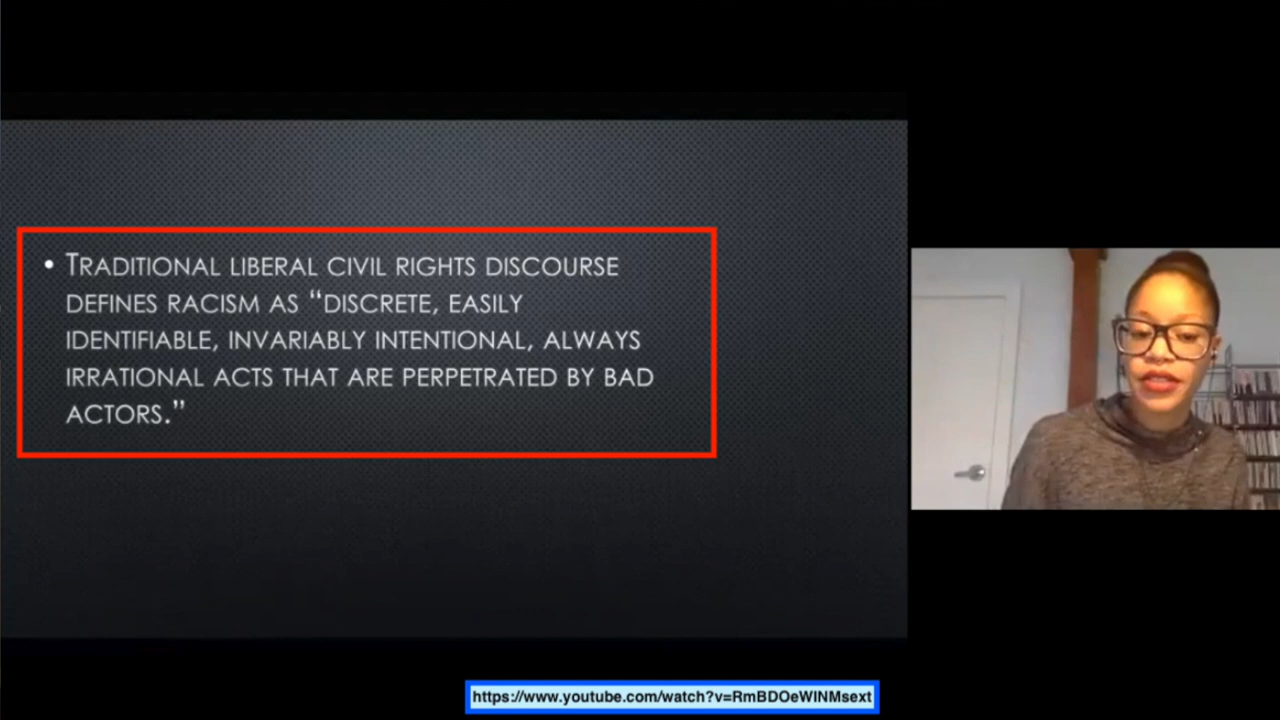 • TRADITIONAL LIBERAL CIVIL RIGHTS DISCOURSE
DEFINES RACISM AS “DISCRETE, EASILY
IDENTIFIABLE, INVARIABLY INTENTIONAL, ALWAYS
IRRATIONAL ACTS THAT ARE PERPETRATED BY BAD
ACTORS.”
https://www.youtube.com/watch?v=RmBDOeWINMsext